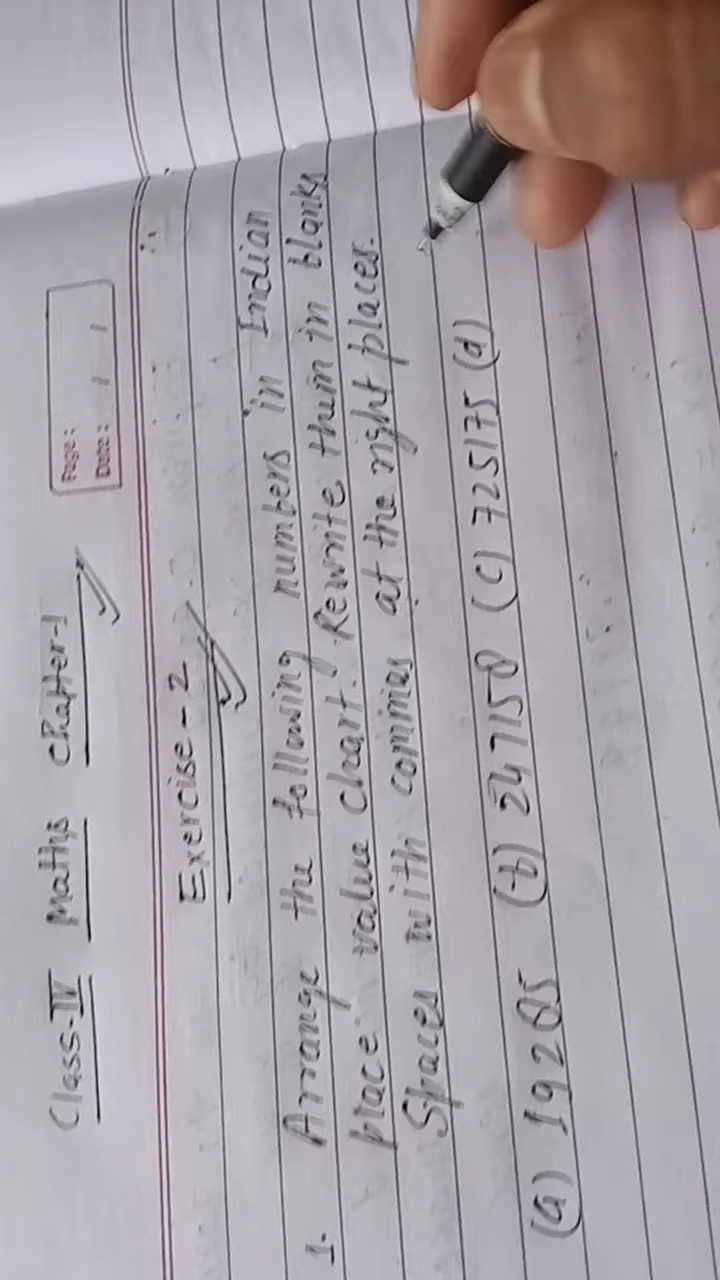 Page:
Date: / /
Class-IV Maths Chapter-1
Exercise-2
1. Arrange the following numbers in Indian
place value chart. Rewrite them in blanks
Spaces with commas at the right places.
(a) 19285 (b) 247158 (c) 725175 (d)